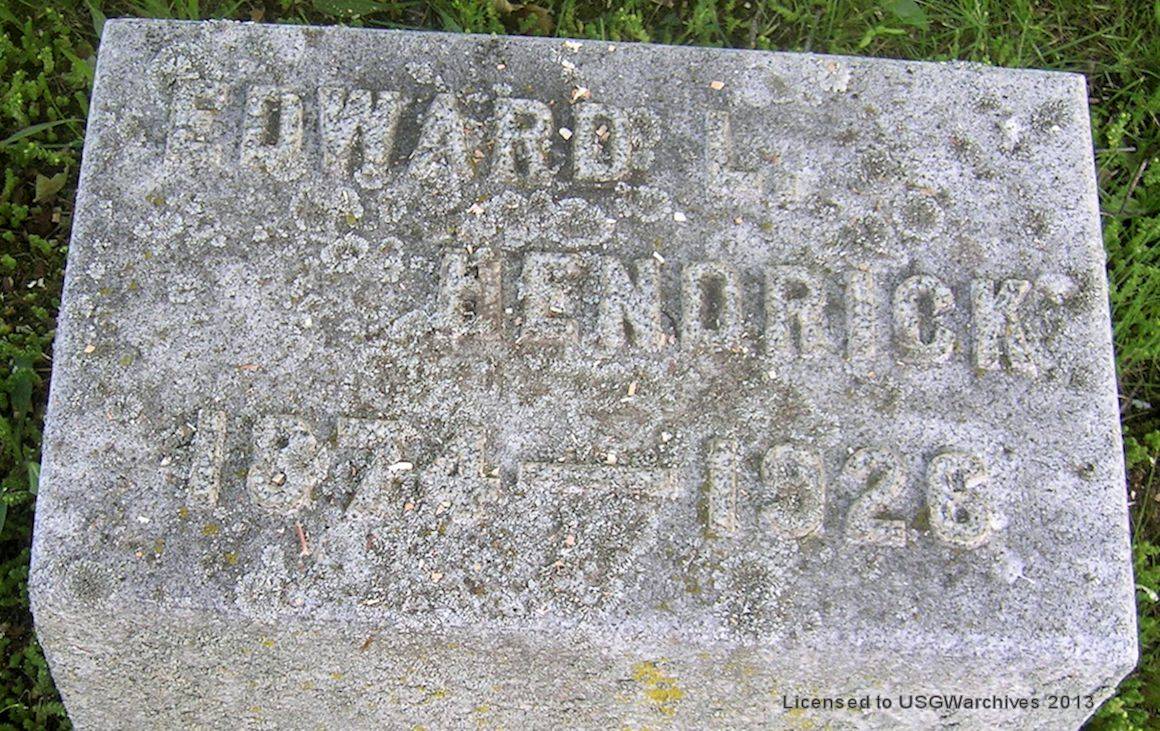 EDWARD L.
HENDRICK
1874 — 1926
Licensed to USGWarchives 2013